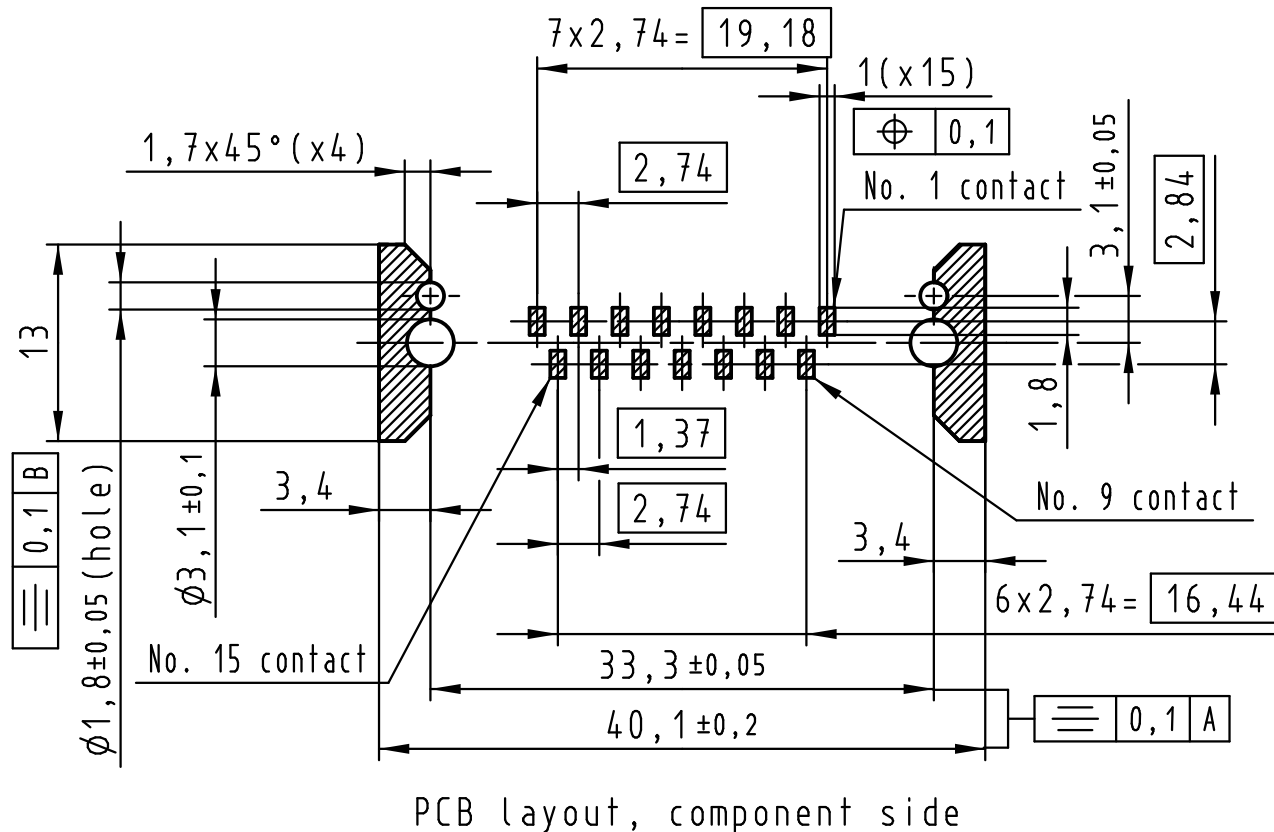 7x2,74= 19,18
1(x15)
0,1
1,7x45°(x4)
2,74
No. 1 contact
3,1±0,05
2,84
13
1,8
1,37
0,1 B
Ø1,8±0,05(hole)
Ø3,1±0,1
3,4
2,74
No. 9 contact
3,4
6x2,74= 16,44
No. 15 contact
33,3±0,05
40,1±0,2
0,1 A
PCB layout, component side